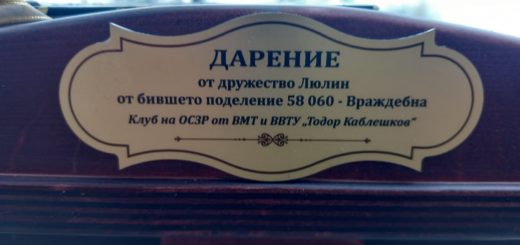 ДАРЕНИЕ
от дружество Люлин
от бившето поделение 58 060 - Враждебна
Клуб на ОСЗР от ВМТ и ВВТУ „Тодор Каблешков“